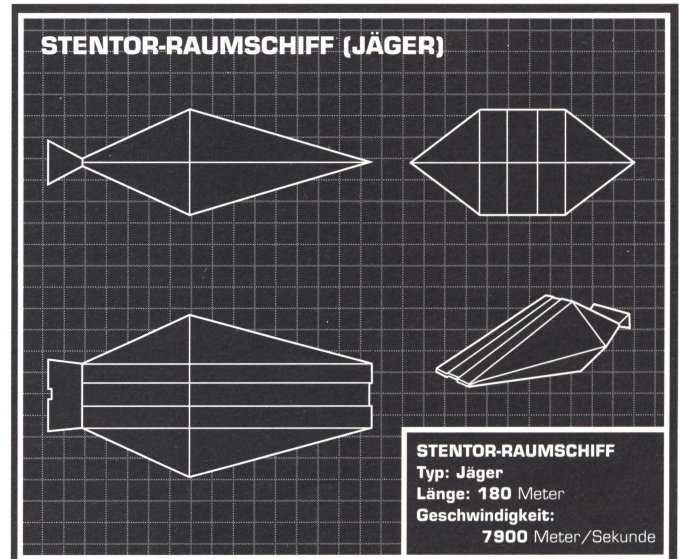 STENTOR-RAUMSCHIFF (JÄGER)
STENTOR-RAUMSCHIFF
Typ: Jäger
Länge: 180 Meter
Geschwindigkeit:
7900 Meter/Sekunde